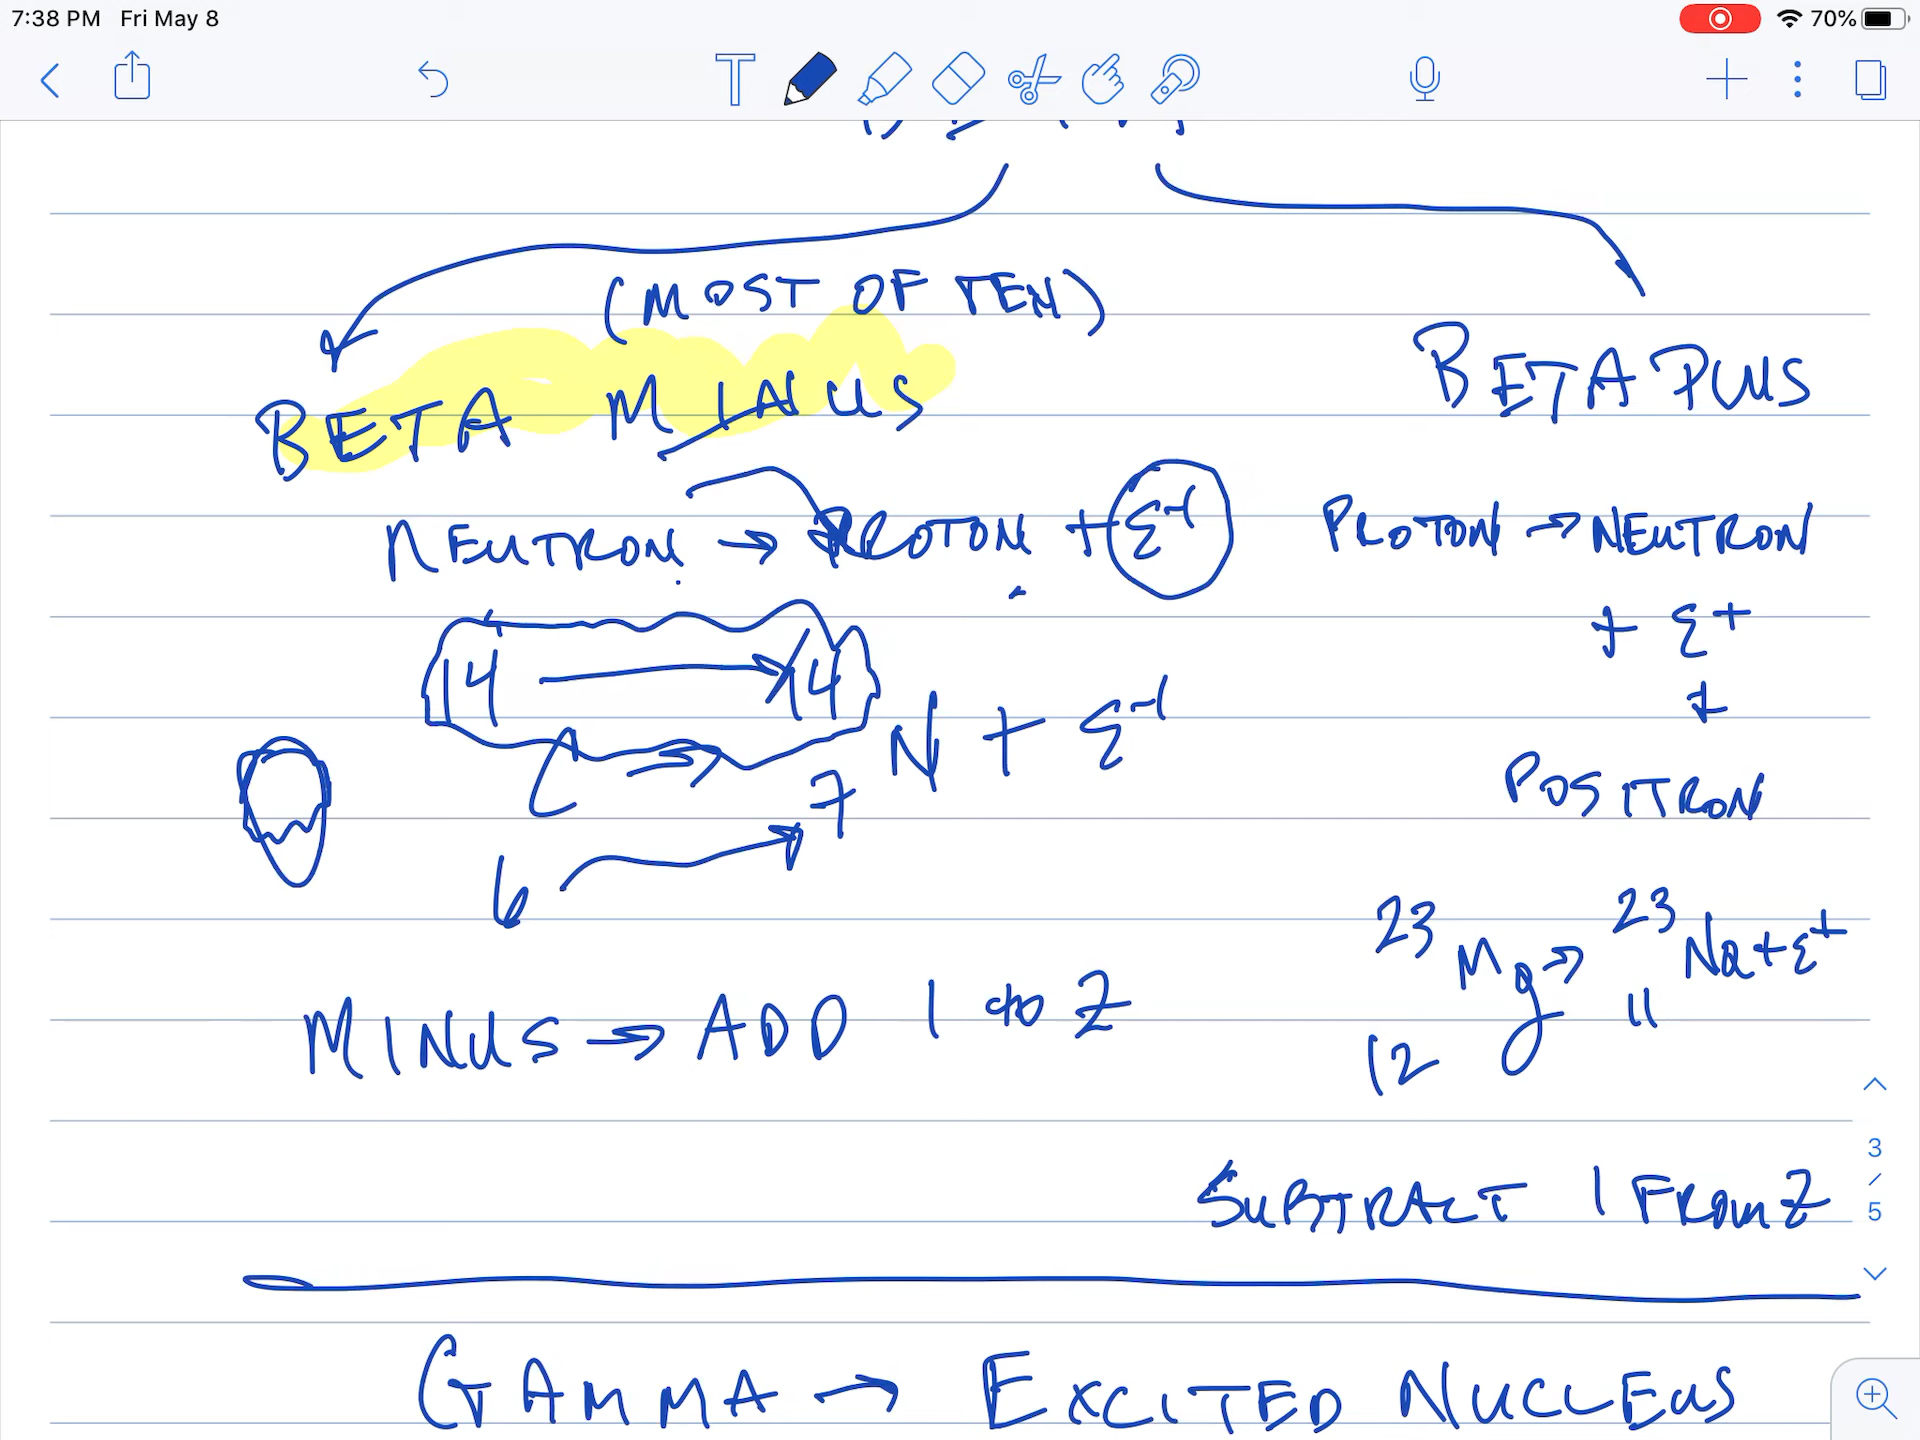 7:38 PM Fri May 8
70%
(MOST OFTEN)
BETA MINUS
BETA PLUS
NEUTRON → PROTON + ε⁻¹
PROTON → NEUTRON
+ ε⁺
POSITRON
14 → 14
C → N + ε⁻¹
6 → 7
23 Mg → 23 Na + ε⁺
12 11
MINUS → ADD 1 to Z
SUBTRACT 1 FROM Z
3
/
5
GAMMA → EXCITED NUCLEUS